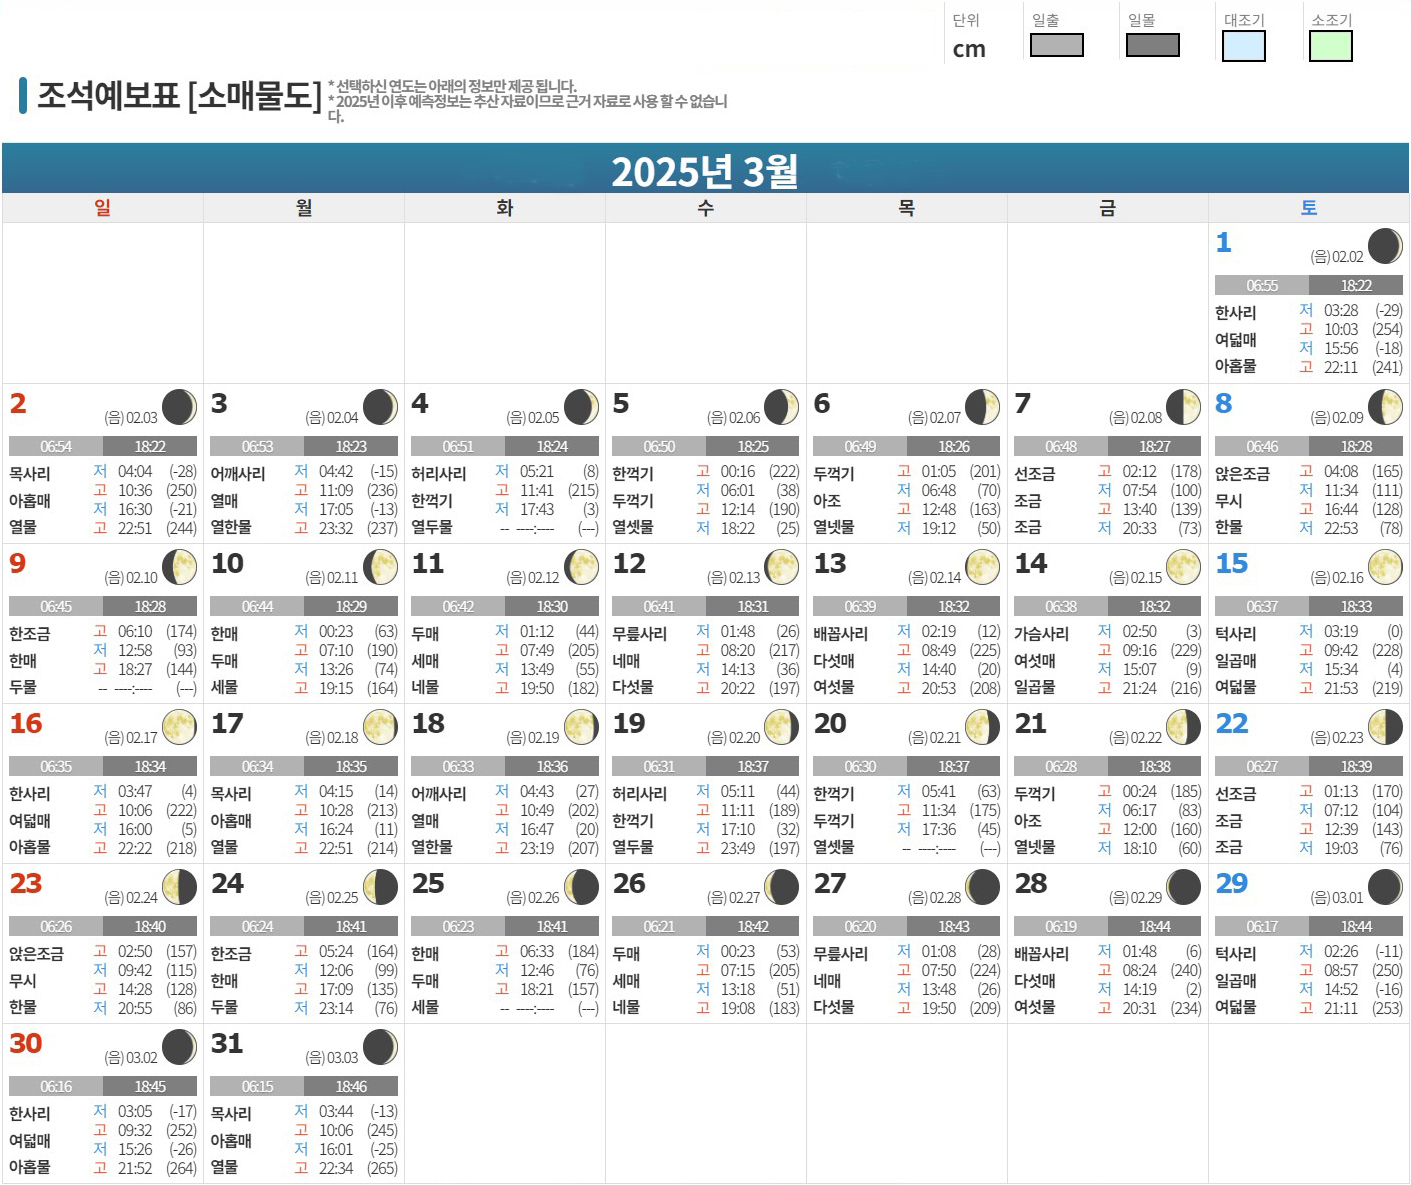 단위 일출 일몰 대조기 소조기
cm
조석예보표 [소매물도]
* 선택하신 연도는 아래의 정보만 제공 됩니다.
* 2025년 이후 예측정보는 추산 자료이므로 근거 자료로 사용 할 수 없습니
다.
2025년 3월
일 월 화 수 목 금 토
1 (음) 02.02
06:55 18:22
한사리 여덟매 아홉물
저 03:28 (-29)
고 10:03 (254)
저 15:56 (-18)
고 22:11 (241)
2 (음) 02.03
06:54 18:22
목사리 아홉매 열물
저 04:04 (-28)
고 10:36 (250)
저 16:30 (-21)
고 22:51 (244)
3 (음) 02.04
06:53 18:23
어깨사리 열매 열한물
저 04:42 (-15)
고 11:09 (236)
저 17:05 (-13)
고 23:32 (237)
4 (음) 02.05
06:51 18:24
허리사리 한꺽기 열두물
저 05:21 (8)
고 11:41 (215)
저 17:43 (3)
-- ----:---- (---)
5 (음) 02.06
06:50 18:25
한꺽기 두꺽기 열셋물
고 00:16 (222)
저 06:01 (38)
고 12:14 (190)
저 18:22 (25)
6 (음) 02.07
06:49 18:26
두꺽기 아조 열넷물
고 01:05 (201)
저 06:48 (70)
고 12:48 (163)
저 19:12 (50)
7 (음) 02.08
06:48 18:27
선조금 조금 조금
고 02:12 (178)
저 07:54 (100)
고 13:40 (139)
저 20:33 (73)
8 (음) 02.09
06:46 18:28
앉은조금 무시 한물
고 04:08 (165)
저 11:34 (111)
고 16:44 (128)
저 22:53 (78)
9 (음) 02.10
06:45 18:28
한조금 한매 두물
고 06:10 (174)
저 12:58 (93)
고 18:27 (144)
-- ----:---- (---)
10 (음) 02.11
06:44 18:29
한매 두매 세물
저 00:23 (63)
고 07:10 (190)
저 13:26 (74)
고 19:15 (164)
11 (음) 02.12
06:42 18:30
두매 세매 네물
저 01:12 (44)
고 07:49 (205)
저 13:49 (55)
고 19:50 (182)
12 (음) 02.13
06:41 18:31
무릎사리 네매 다섯물
저 01:48 (26)
고 08:20 (217)
저 14:13 (36)
고 20:22 (197)
13 (음) 02.14
06:39 18:32
배꼽사리 다섯매 여섯물
저 02:19 (12)
고 08:49 (225)
저 14:40 (20)
고 20:53 (208)
14 (음) 02.15
06:38 18:32
가슴사리 여섯매 일곱물
저 02:50 (3)
고 09:16 (229)
저 15:07 (9)
고 21:24 (216)
15 (음) 02.16
06:37 18:33
턱사리 일곱매 여덟물
저 03:19 (0)
고 09:42 (228)
저 15:34 (4)
고 21:53 (219)
16 (음) 02.17
06:35 18:34
한사리 여덟매 아홉물
저 03:47 (4)
고 10:06 (222)
저 16:00 (5)
고 22:22 (218)
17 (음) 02.18
06:34 18:35
목사리 아홉매 열물
저 04:15 (14)
고 10:28 (213)
저 16:24 (11)
고 22:51 (214)
18 (음) 02.19
06:33 18:36
어깨사리 열매 열한물
저 04:43 (27)
고 10:49 (202)
저 16:47 (20)
고 23:19 (207)
19 (음) 02.20
06:31 18:37
허리사리 한꺽기 열두물
저 05:11 (44)
고 11:11 (189)
저 17:10 (32)
고 23:49 (197)
20 (음) 02.21
06:30 18:37
한꺽기 두꺽기 열셋물
저 05:41 (63)
고 11:34 (175)
저 17:36 (45)
-- ----:---- (---)
21 (음) 02.22
06:28 18:38
두꺽기 아조 열넷물
고 00:24 (185)
저 06:17 (83)
고 12:00 (160)
저 18:10 (60)
22 (음) 02.23
06:27 18:39
선조금 조금 조금
고 01:13 (170)
저 07:12 (104)
고 12:39 (143)
저 19:03 (76)
23 (음) 02.24
06:26 18:40
앉은조금 무시 한물
고 02:50 (157)
저 09:42 (115)
고 14:28 (128)
저 20:55 (86)
24 (음) 02.25
06:24 18:41
한조금 한매 두물
고 05:24 (164)
저 12:06 (99)
고 17:09 (135)
저 23:14 (76)
25 (음) 02.26
06:23 18:41
한매 두매 세물
고 06:33 (184)
저 12:46 (76)
고 18:21 (157)
-- ----:---- (---)
26 (음) 02.27
06:21 18:42
두매 세매 네물
저 00:23 (53)
고 07:15 (205)
저 13:18 (51)
고 19:08 (183)
27 (음) 02.28
06:20 18:43
무릎사리 네매 다섯물
저 01:08 (28)
고 07:50 (224)
저 13:48 (26)
고 19:50 (209)
28 (음) 02.29
06:19 18:44
배꼽사리 다섯매 여섯물
저 01:48 (6)
고 08:24 (240)
저 14:19 (2)
고 20:31 (234)
29 (음) 03.01
06:17 18:44
턱사리 일곱매 여덟물
저 02:26 (-11)
고 08:57 (250)
저 14:52 (-16)
고 21:11 (253)
30 (음) 03.02
06:16 18:45
한사리 여덟매 아홉물
저 03:05 (-17)
고 09:32 (252)
저 15:26 (-26)
고 21:52 (264)
31 (음) 03.03
06:15 18:46
목사리 아홉매 열물
저 03:44 (-13)
고 10:06 (245)
저 16:01 (-25)
고 22:34 (265)